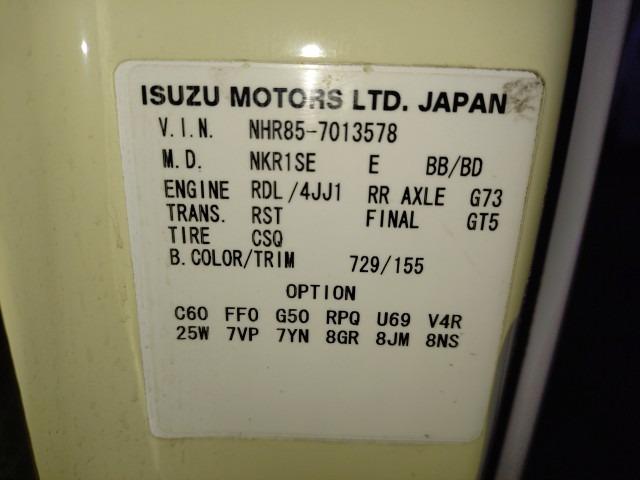 ISUZU MOTORS LTD. JAPAN
V.I.N. NHR85-7013578
M.D. NKR1SE E BB/BD
ENGINE RDL/4JJ1 RR AXLE G73
TRANS. RST FINAL GT5
TIRE CSQ
B.COLOR/TRIM 729/155
OPTION
C60 FF0 G50 RPQ U69 V4R
25W 7VP 7YN 8GR 8JM 8NS